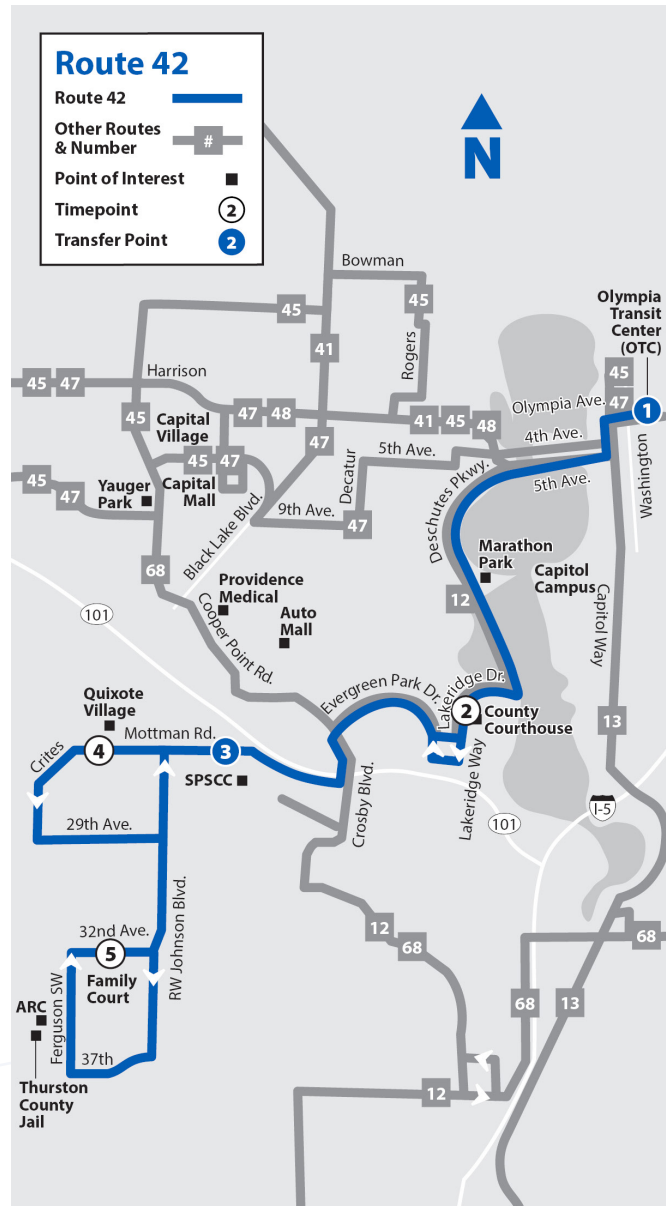 Route 42
Route 42
Other Routes
& Number
#
Point of Interest
Timepoint
2
Transfer Point
2
N
Bowman
45
Rogers
45
41
Olympia
Transit
Center
(OTC)
45
47
1
Olympia Ave.
Harrison
45
47
45
Capital
Village
47
48
41
45
48
4th Ave.
5th Ave.
5th Ave.
Washington
47
45
47
Capital
Mall
45
47
Yauger
Park
Black Lake Blvd.
9th Ave.
Decatur
47
Deschutes Pkwy.
Marathon
Park
Capitol
Campus
Capitol Way
12
68
101
Providence
Medical
Auto
Mall
Cooper Point Rd.
Evergreen Park Dr.
Lakeridge Dr.
2
County
Courthouse
Lakeridge Way
13
Quixote
Village
Mottman Rd.
4
3
Crites
SPSCC
29th Ave.
Crosby Blvd.
101
I-5
RW Johnson Blvd.
32nd Ave.
5
Family
Court
Ferguson SW
ARC
37th
Thurston
County
Jail
12
68
68
68
13
12